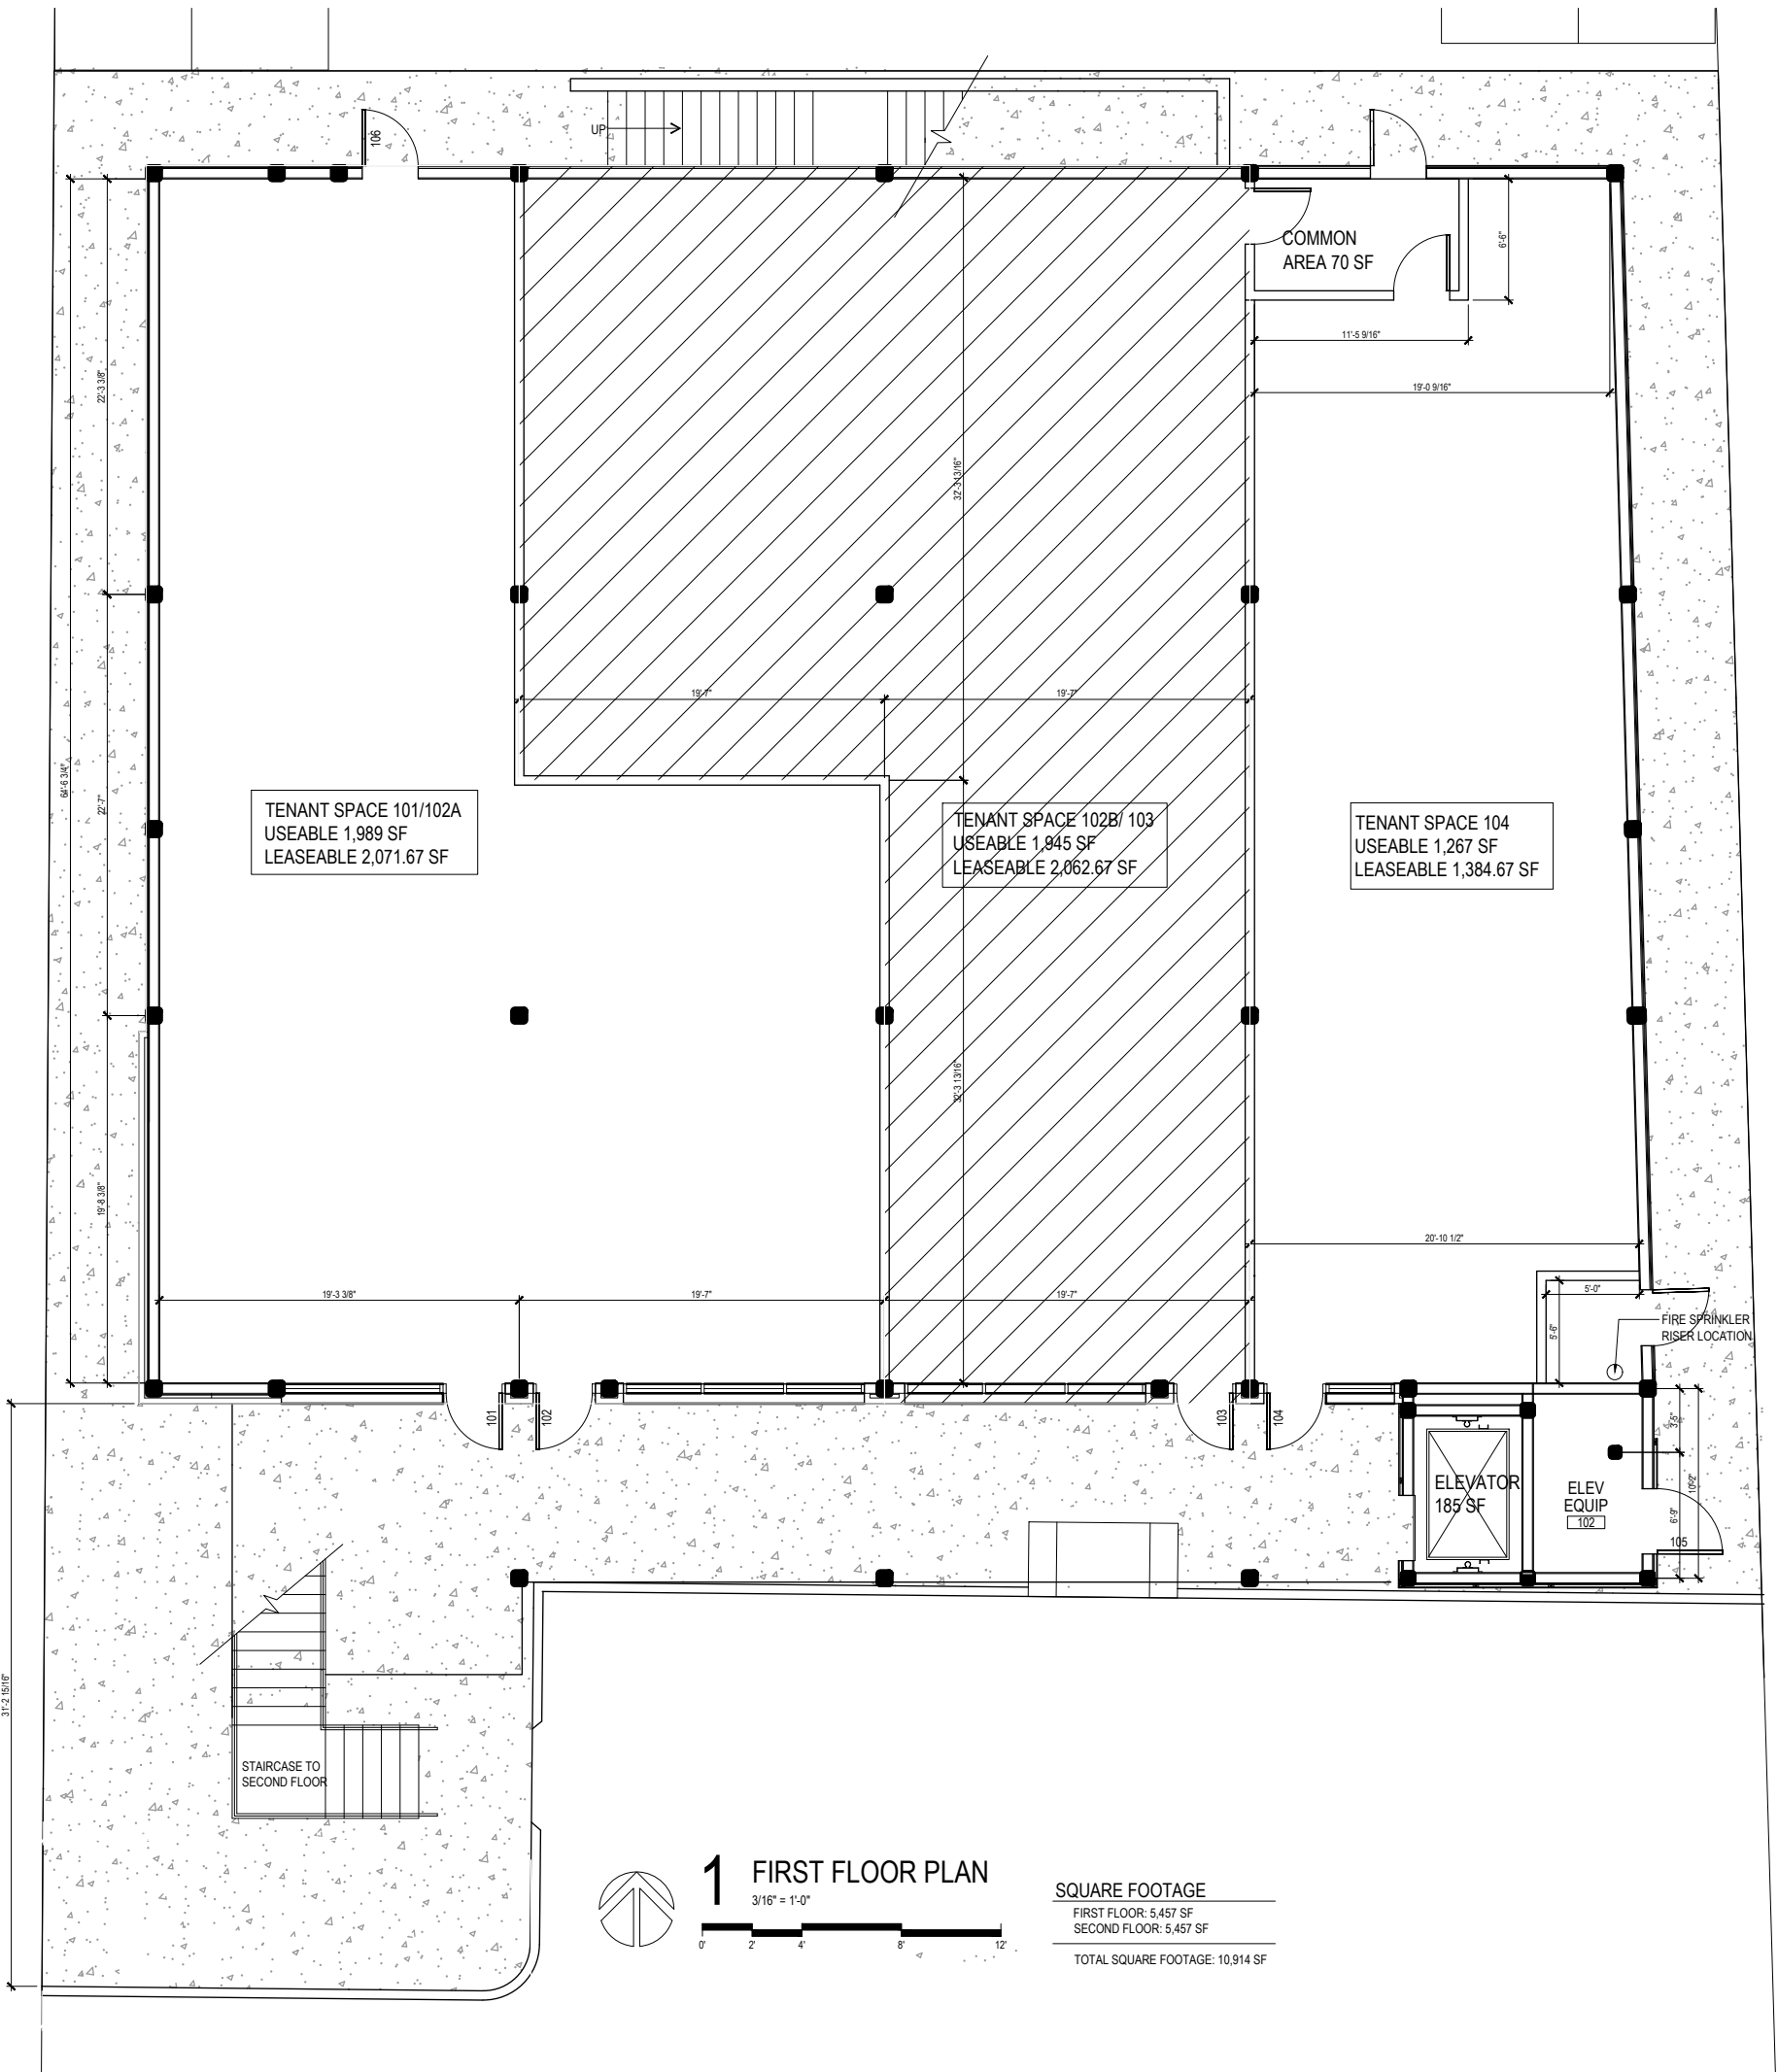 106
UP
COMMON
AREA 70 SF
6'-6"
11'-5 9/16"
19'-0 9/16"
22'-3 3/8"
32'-3 13/16"
19'-7"
19'-7"
64'-6 3/4"
22'-7"
TENANT SPACE 101/102A
USEABLE 1,989 SF
LEASEABLE 2,071.67 SF
TENANT SPACE 102B/ 103
USEABLE 1,945 SF
LEASEABLE 2,062.67 SF
TENANT SPACE 104
USEABLE 1,267 SF
LEASEABLE 1,384.67 SF
32'-3 13/16"
19'-8 3/8"
20'-10 1/2"
19'-3 3/8"
19'-7"
19'-7"
5'-0"
5'-6"
FIRE SPRINKLER
RISER LOCATION
101
102
103
104
3'-5"
10'-2"
6'-9"
ELEVATOR
185 SF
ELEV
EQUIP
102
105
31'-2 15/16"
STAIRCASE TO
SECOND FLOOR
1 FIRST FLOOR PLAN
3/16" = 1'-0"
0' 2' 4' 8' 12'
SQUARE FOOTAGE
FIRST FLOOR: 5,457 SF
SECOND FLOOR: 5,457 SF
TOTAL SQUARE FOOTAGE: 10,914 SF